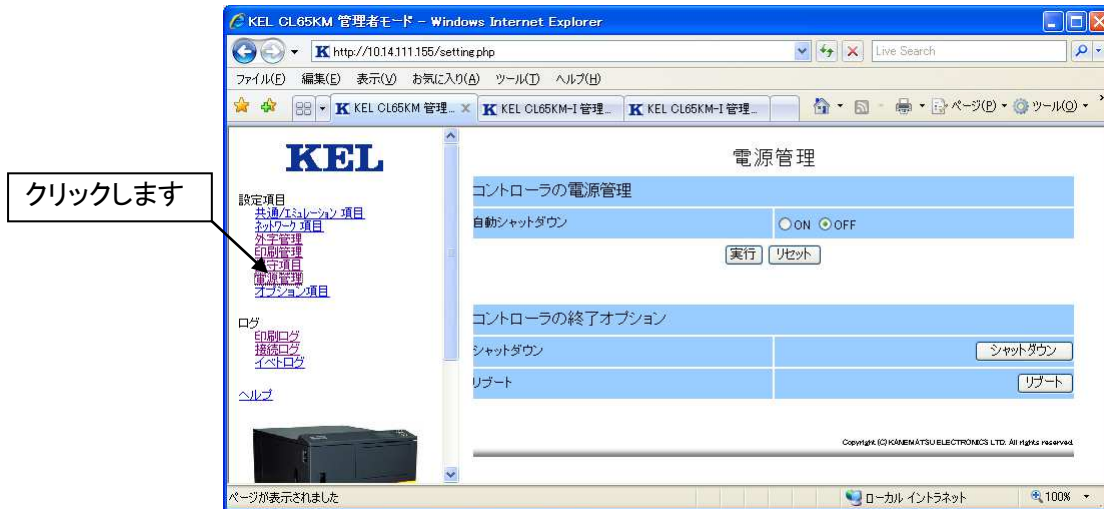 KEL CL65KM 管理者モード - Windows Internet Explorer
http://10.14.111.155/setting.php
Live Search
ファイル(F) 編集(E) 表示(V) お気に入り(A) ツール(T) ヘルプ(H)
KEL CL65KM 管理... KEL CL65KM-I 管理... KEL CL65KM-I 管理... ページ(P) ツール(O)
KEL
クリックします
設定項目
共通/エミュレーション 項目
ネットワーク 項目
外字管理
印刷管理
守項目
電源管理
オプション項目
ログ
印刷ログ
接続ログ
イベトログ
ヘルプ
電源管理
コントローラの電源管理
自動シャットダウン ON OFF
実行 リセット
コントローラの終了オプション
シャットダウン シャットダウン
リブート リブート
Copyright (C) KANEMATSU ELECTRONICS LTD. All rights reserved.
ページが表示されました ローカル イントラネット 100%